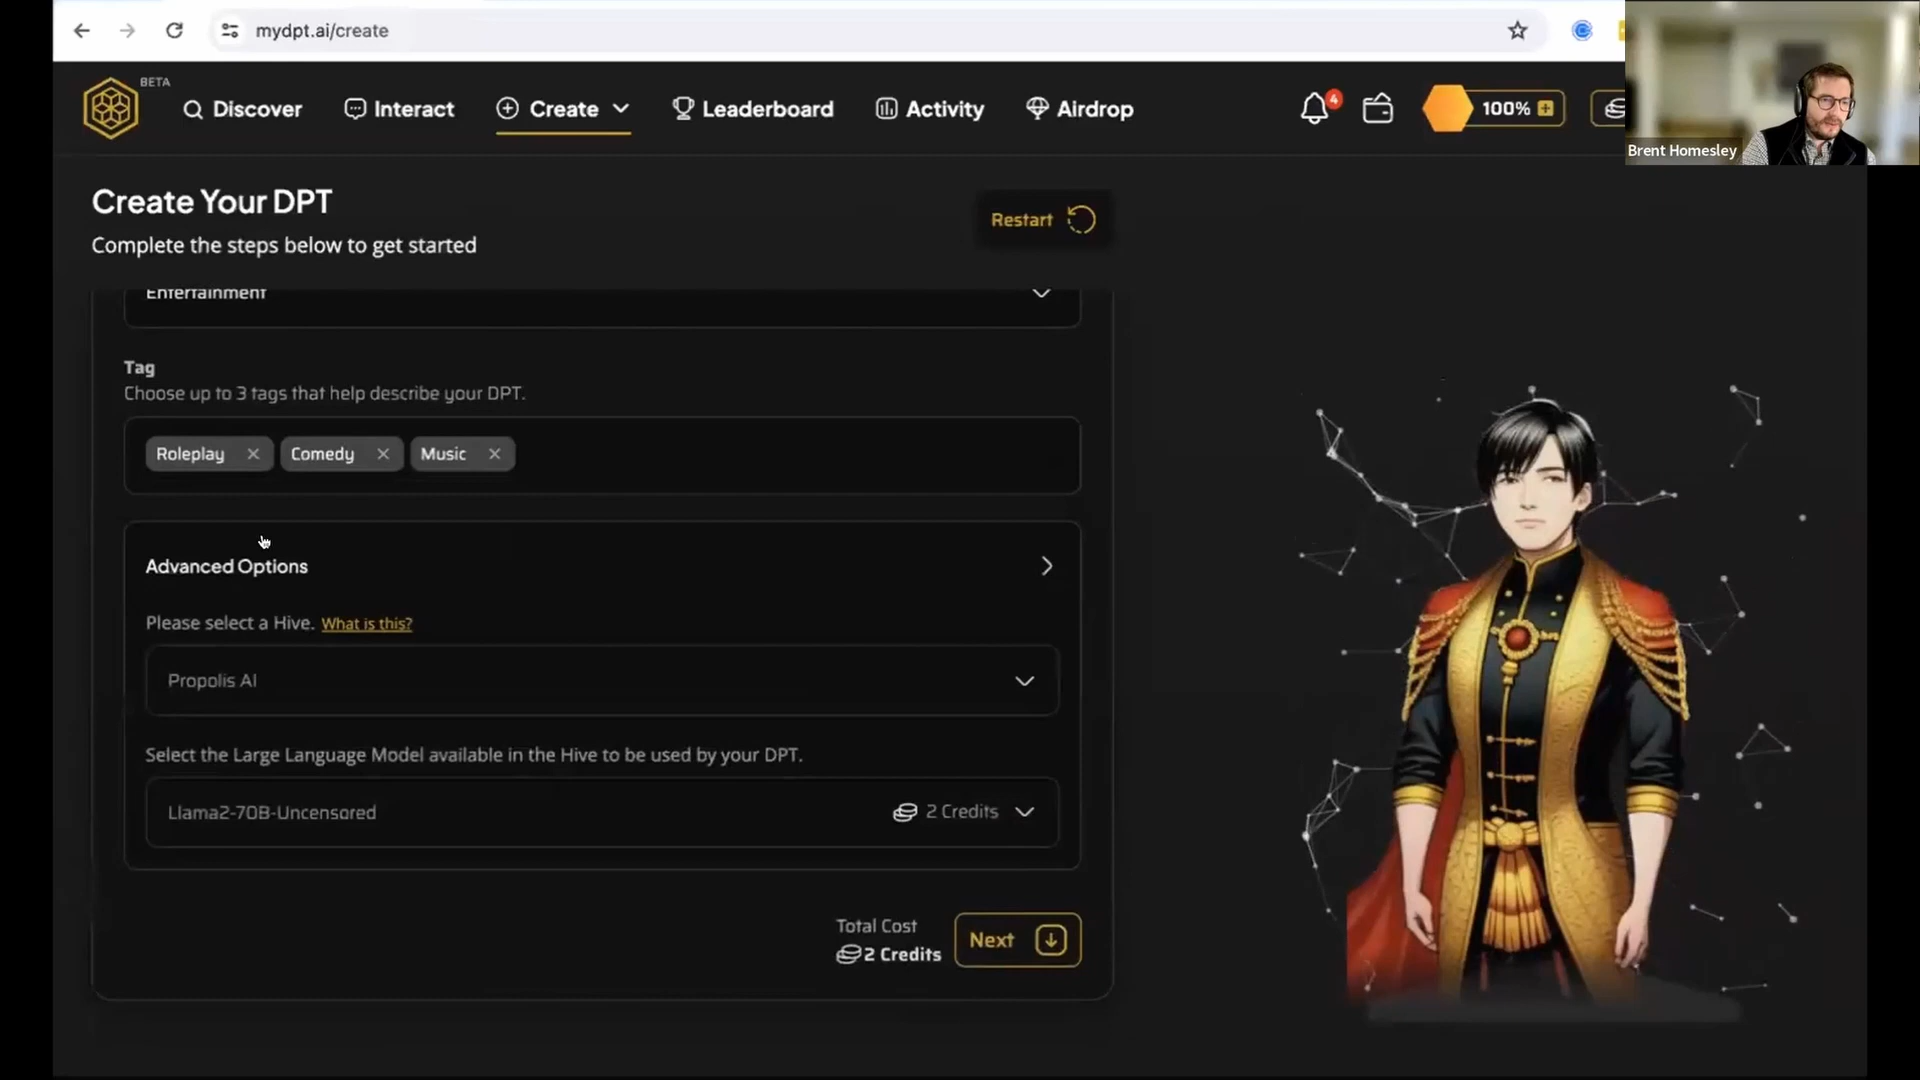 mydpt.ai/create
BETA
Discover
Interact
Create
Leaderboard
Activity
Airdrop
4
100%
Brent Homesley
Create Your DPT
Complete the steps below to get started
Restart
Entertainment
Tag
Choose up to 3 tags that help describe your DPT.
Roleplay
Comedy
Music
Advanced Options
Please select a Hive. What is this?
Propolis AI
Select the Large Language Model available in the Hive to be used by your DPT.
Llama2-70B-Uncensored
2 Credits
Total Cost
2 Credits
Next